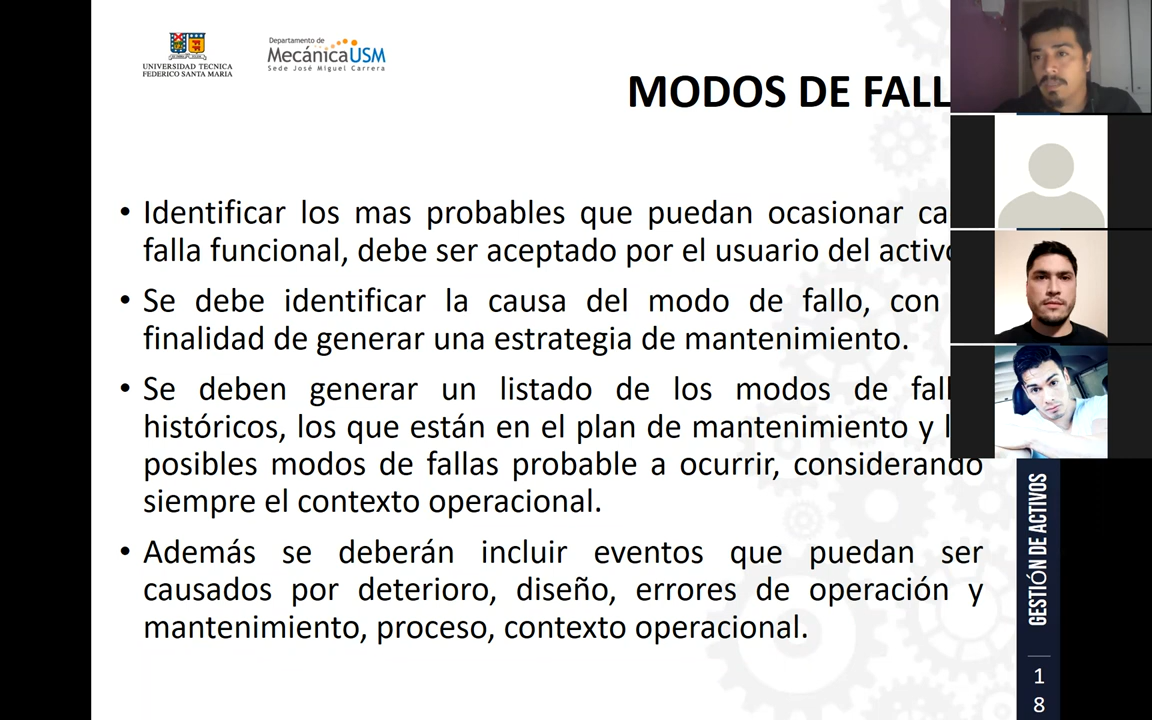 UNIVERSIDAD TECNICA
FEDERICO SANTA MARIA
Departamento de
MecánicaUSM
Sede José Miguel Carrera
MODOS DE FALL
• Identificar los mas probables que puedan ocasionar ca
falla funcional, debe ser aceptado por el usuario del activo
• Se debe identificar la causa del modo de fallo, con
finalidad de generar una estrategia de mantenimiento.
• Se deben generar un listado de los modos de fall
históricos, los que están en el plan de mantenimiento y l
posibles modos de fallas probable a ocurrir, considerando
siempre el contexto operacional.
• Además se deberán incluir eventos que puedan ser
causados por deterioro, diseño, errores de operación y
mantenimiento, proceso, contexto operacional.
GESTIÓN DE ACTIVOS
1
8